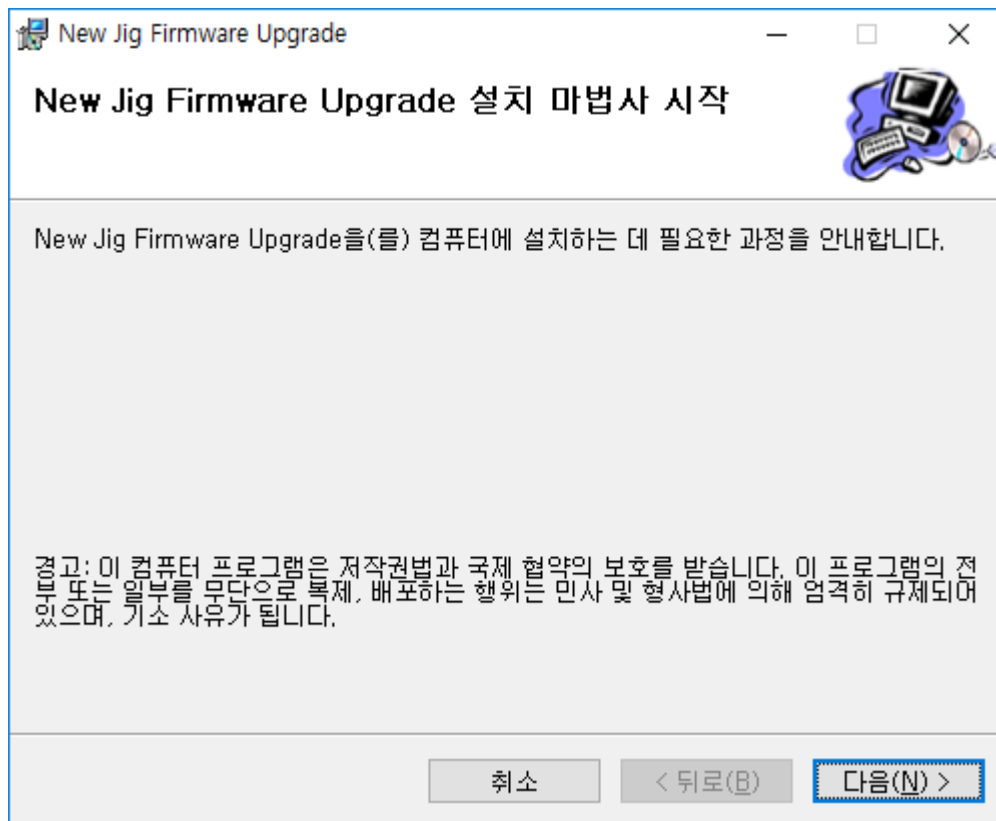 New Jig Firmware Upgrade
New Jig Firmware Upgrade 설치 마법사 시작
New Jig Firmware Upgrade을(를) 컴퓨터에 설치하는 데 필요한 과정을 안내합니다.
경고: 이 컴퓨터 프로그램은 저작권법과 국제 협약의 보호를 받습니다. 이 프로그램의 전
부 또는 일부를 무단으로 복제, 배포하는 행위는 민사 및 형사법에 의해 엄격히 규제되어
있으며, 기소 사유가 됩니다.
취소
< 뒤로(B)
다음(N) >